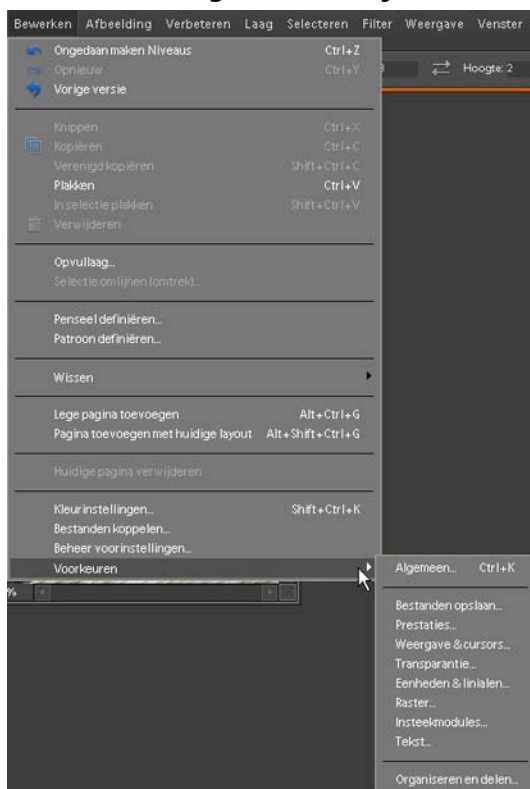 Bewerken Afbeelding Verbeteren Laag Selecteren Filter Weergave Venster
Ongedaan maken Niveaus Ctrl+Z
Opnieuw Ctrl+Y
Hoogte: 2
Vorige versie
Knippen Ctrl+X
Kopiëren Ctrl+C
Verenigd kopiëren Shift+Ctrl+C
Plakken Ctrl+V
In selectie plakken Shift+Ctrl+V
Verwijderen
Opvullaag...
Selectie omlijnen (omtrek)...
Penseel definiëren...
Patroon definiëren...
Wissen
Lege pagina toevoegen Alt+Ctrl+G
Pagina toevoegen met huidige layout Alt+Shift+Ctrl+G
Huidige pagina verwijderen
Kleurinstellingen... Shift+Ctrl+K
Bestanden koppelen...
Beheer voorinstellingen...
Voorkeuren
%
Algemeen... Ctrl+K
Bestanden opslaan...
Prestaties...
Weergave & cursors...
Transparantie...
Eenheden & linialen...
Raster...
Insteekmodules...
Tekst...
Organiseren en delen...